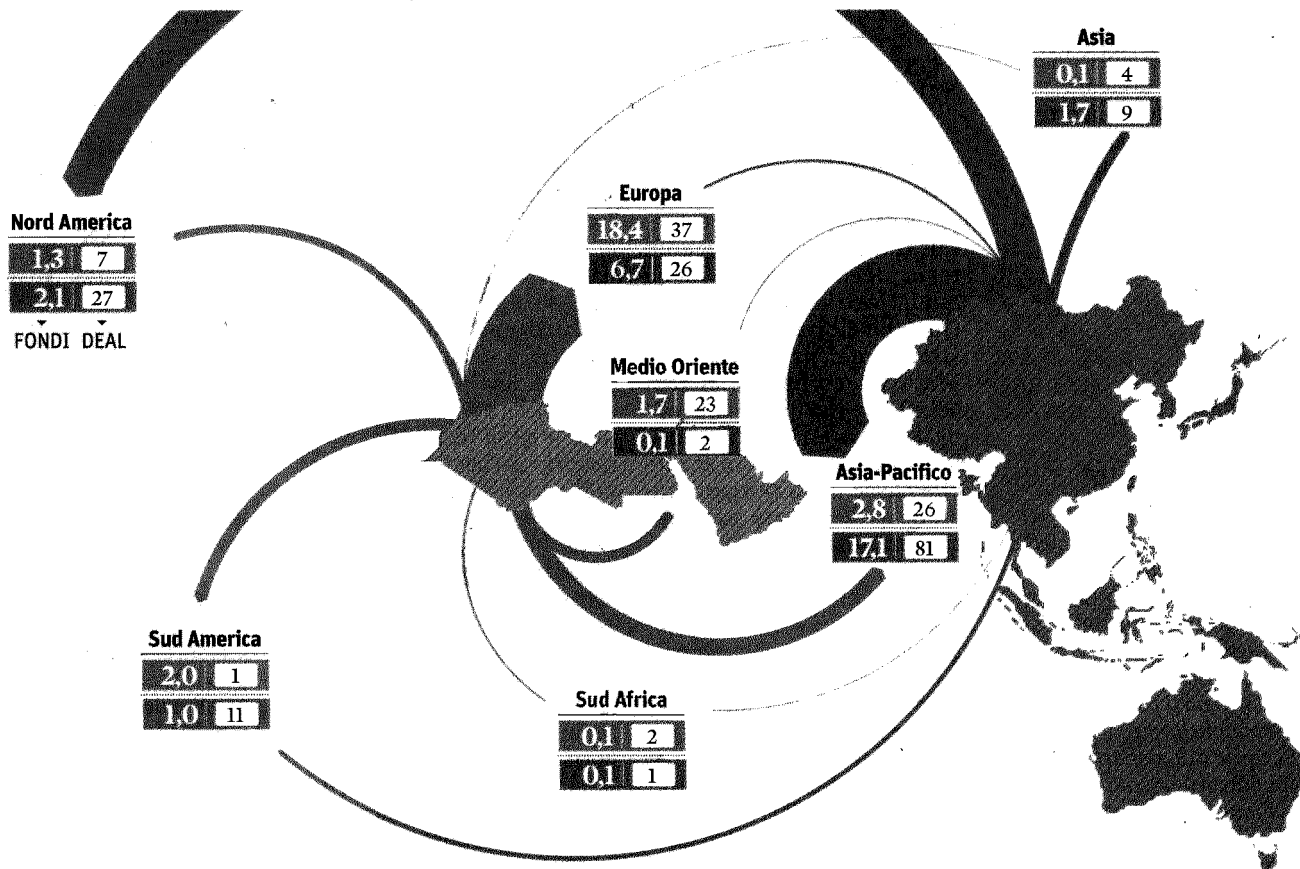 Asia
0,1 4
1,7 9
Europa
18,4 37
6,7 26
Nord America
1,3 7
2,1 27
FONDI DEAL
Medio Oriente
1,7 23
0,1 2
Asia-Pacifico
2,8 26
17,1 81
Sud America
2,0 1
1,0 11
Sud Africa
0,1 2
0,1 1